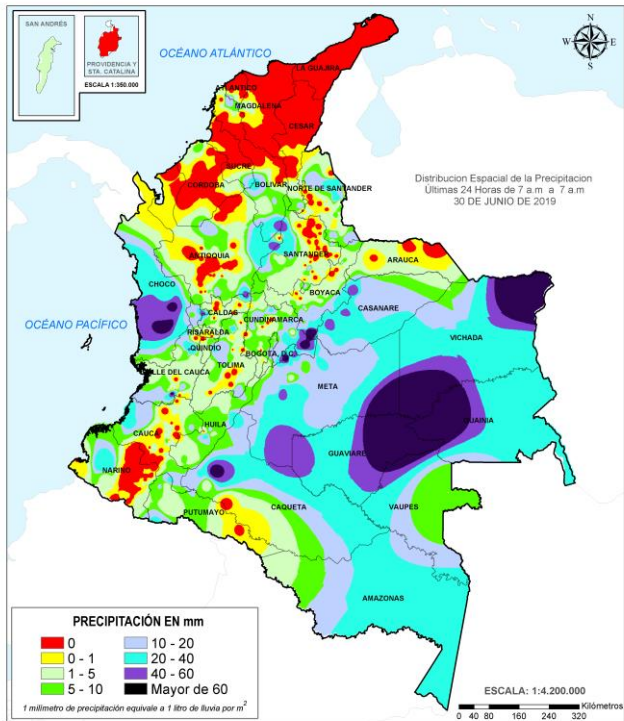 SAN ANDRÉS
PROVIDENCIA Y
STA. CATALINA
ESCALA 1:350.000
OCÉANO ATLÁNTICO
N
W
E
S
LA GUAJIRA
ATLANTICO
MAGDALENA
CESAR
SUCRE
CORDOBA
BOLIVAR
NORTE DE SANTANDER
Distribucion Espacial de la Precipitacion
Últimas 24 Horas de 7 a.m a 7 a.m
30 DE JUNIO DE 2019
ANTIOQUIA
SANTANDER
ARAUCA
CHOCO
BOYACA
CASANARE
OCÉANO PACÍFICO
CALDAS
CUNDINAMARCA
RISARALDA
VICHADA
QUINDIO
BOGOTA, D.C.
TOLIMA
VALLE DEL CAUCA
META
GUAINIA
CAUCA
HUILA
GUAVIARE
NARIÑO
CAQUETA
VAUPES
PUTUMAYO
AMAZONAS
PRECIPITACIÓN EN mm
0
10 - 20
0 - 1
20 - 40
1 - 5
40 - 60
5 - 10
Mayor de 60
1 milimetro de precipitación equivale a 1 litro de lluvia por m2
ESCALA: 1:4.200.000
Kilómetros
0 40 80 160 240 320